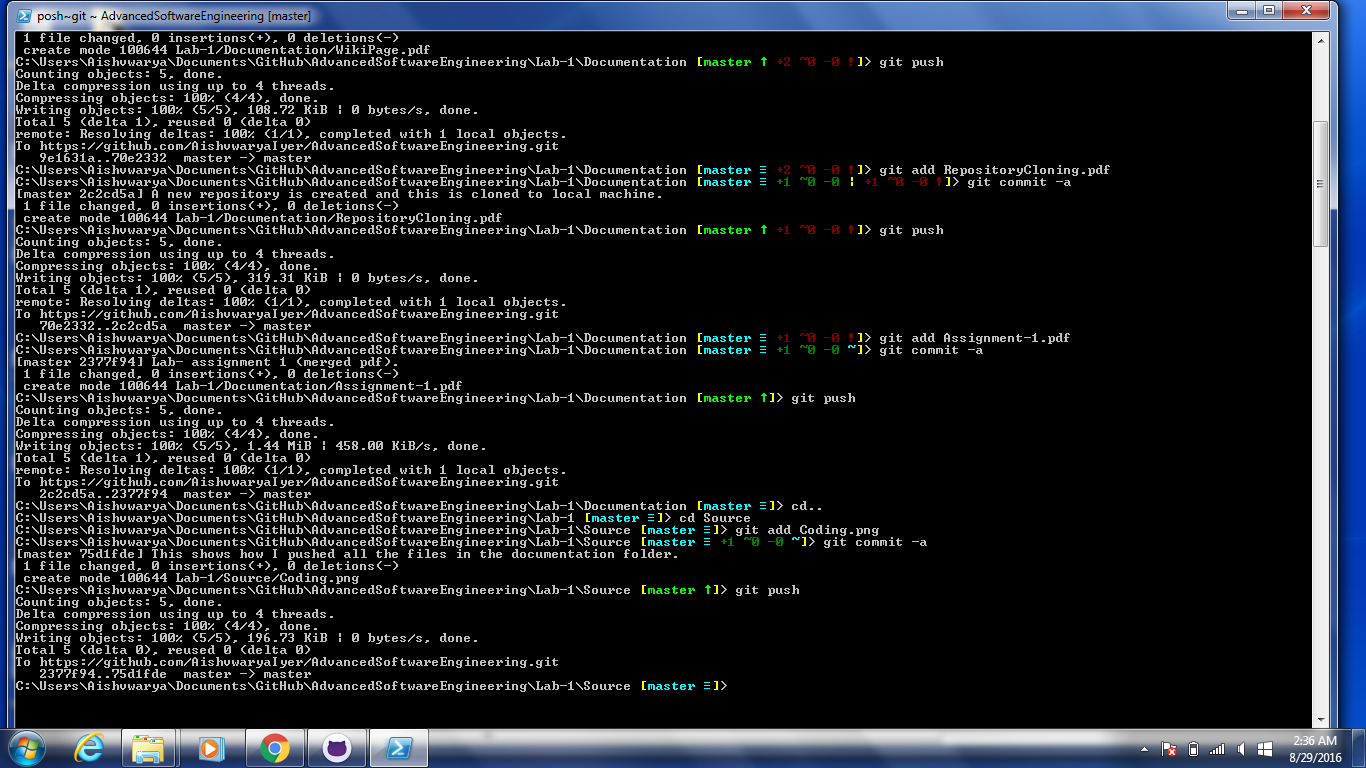 posh~git ~ AdvancedSoftwareEngineering [master]
 1 file changed, 0 insertions(+), 0 deletions(-)
 create mode 100644 Lab-1/Documentation/WikiPage.pdf
C:\Users\Aishvwarya\Documents\GitHub\AdvancedSoftwareEngineering\Lab-1\Documentation [master ↑ +2 ~0 -0 !]> git push
Counting objects: 5, done.
Delta compression using up to 4 threads.
Compressing objects: 100% (4/4), done.
Writing objects: 100% (5/5), 108.72 KiB | 0 bytes/s, done.
Total 5 (delta 1), reused 0 (delta 0)
remote: Resolving deltas: 100% (1/1), completed with 1 local objects.
To https://github.com/AishvwaryaIyer/AdvancedSoftwareEngineering.git
   9e1631a..70e2332  master -> master
C:\Users\Aishvwarya\Documents\GitHub\AdvancedSoftwareEngineering\Lab-1\Documentation [master ≡ +2 ~0 -0 !]> git add RepositoryCloning.pdf
C:\Users\Aishvwarya\Documents\GitHub\AdvancedSoftwareEngineering\Lab-1\Documentation [master ≡ +1 ~0 -0 | +1 ~0 -0 !]> git commit -a
[master 2c2cd5a] A new repository is created and this is cloned to local machine.
 1 file changed, 0 insertions(+), 0 deletions(-)
 create mode 100644 Lab-1/Documentation/RepositoryCloning.pdf
C:\Users\Aishvwarya\Documents\GitHub\AdvancedSoftwareEngineering\Lab-1\Documentation [master ↑ +1 ~0 -0 !]> git push
Counting objects: 5, done.
Delta compression using up to 4 threads.
Compressing objects: 100% (4/4), done.
Writing objects: 100% (5/5), 319.31 KiB | 0 bytes/s, done.
Total 5 (delta 1), reused 0 (delta 0)
remote: Resolving deltas: 100% (1/1), completed with 1 local objects.
To https://github.com/AishvwaryaIyer/AdvancedSoftwareEngineering.git
   70e2332..2c2cd5a  master -> master
C:\Users\Aishvwarya\Documents\GitHub\AdvancedSoftwareEngineering\Lab-1\Documentation [master ≡ +1 ~0 -0 !]> git add Assignment-1.pdf
C:\Users\Aishvwarya\Documents\GitHub\AdvancedSoftwareEngineering\Lab-1\Documentation [master ≡ +1 ~0 -0 ~]> git commit -a
[master 2377f94] Lab- assignment 1 (merged pdf).
 1 file changed, 0 insertions(+), 0 deletions(-)
 create mode 100644 Lab-1/Documentation/Assignment-1.pdf
C:\Users\Aishvwarya\Documents\GitHub\AdvancedSoftwareEngineering\Lab-1\Documentation [master ↑]> git push
Counting objects: 5, done.
Delta compression using up to 4 threads.
Compressing objects: 100% (4/4), done.
Writing objects: 100% (5/5), 1.44 MiB | 458.00 KiB/s, done.
Total 5 (delta 1), reused 0 (delta 0)
remote: Resolving deltas: 100% (1/1), completed with 1 local objects.
To https://github.com/AishvwaryaIyer/AdvancedSoftwareEngineering.git
   2c2cd5a..2377f94  master -> master
C:\Users\Aishvwarya\Documents\GitHub\AdvancedSoftwareEngineering\Lab-1\Documentation [master ≡]> cd..
C:\Users\Aishvwarya\Documents\GitHub\AdvancedSoftwareEngineering\Lab-1 [master ≡]> cd Source
C:\Users\Aishvwarya\Documents\GitHub\AdvancedSoftwareEngineering\Lab-1\Source [master ≡]> git add Coding.png
C:\Users\Aishvwarya\Documents\GitHub\AdvancedSoftwareEngineering\Lab-1\Source [master ≡ +1 ~0 -0 ~]> git commit -a
[master 75d1fde] This shows how I pushed all the files in the documentation folder.
 1 file changed, 0 insertions(+), 0 deletions(-)
 create mode 100644 Lab-1/Source/Coding.png
C:\Users\Aishvwarya\Documents\GitHub\AdvancedSoftwareEngineering\Lab-1\Source [master ↑]> git push
Counting objects: 5, done.
Delta compression using up to 4 threads.
Compressing objects: 100% (4/4), done.
Writing objects: 100% (5/5), 196.73 KiB | 0 bytes/s, done.
Total 5 (delta 0), reused 0 (delta 0)
To https://github.com/AishvwaryaIyer/AdvancedSoftwareEngineering.git
   2377f94..75d1fde  master -> master
C:\Users\Aishvwarya\Documents\GitHub\AdvancedSoftwareEngineering\Lab-1\Source [master ≡]>
2:36 AM
8/29/2016